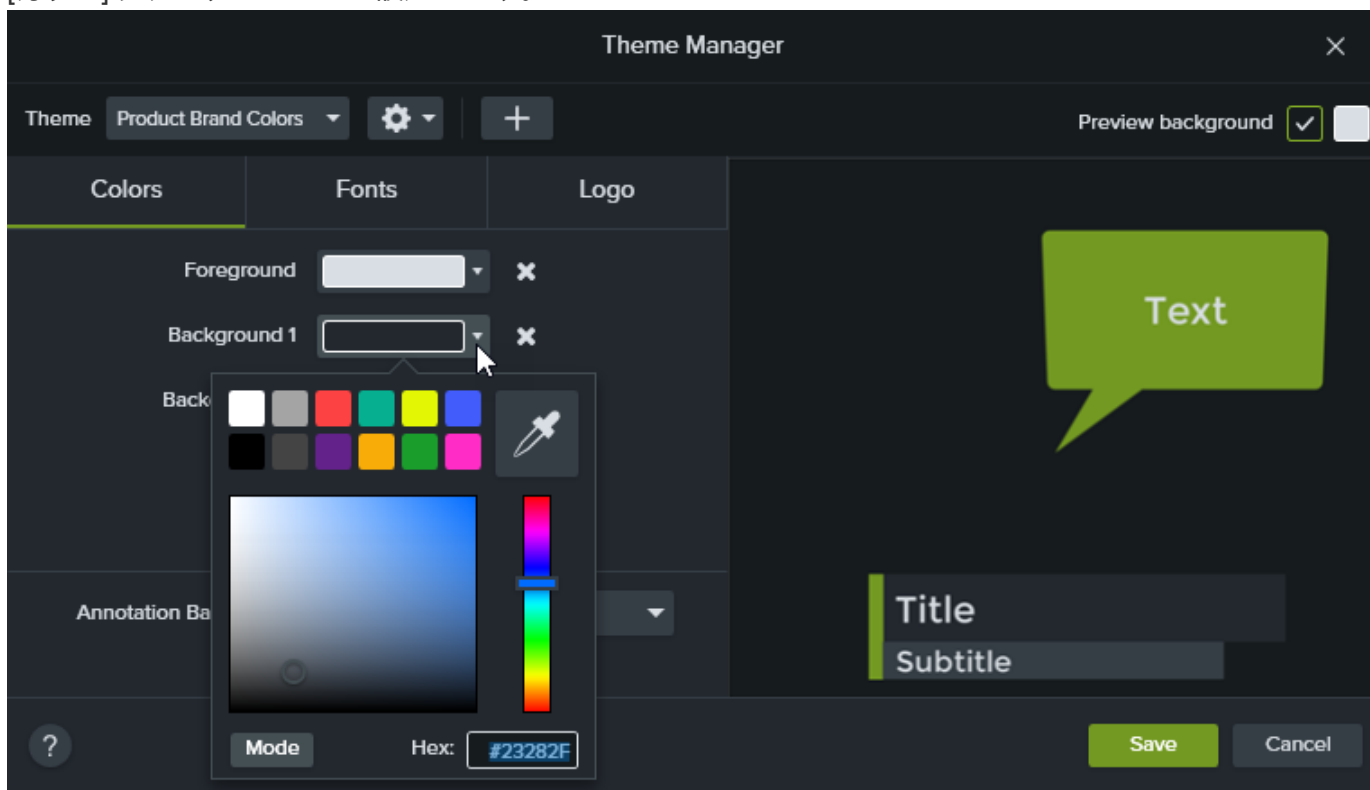 Theme Manager
Theme Product Brand Colors
Preview background
Colors Fonts Logo
Foreground
Background 1
Back
Text
Annotation Ba
Title
Subtitle
? Mode Hex: #23282F
Save Cancel